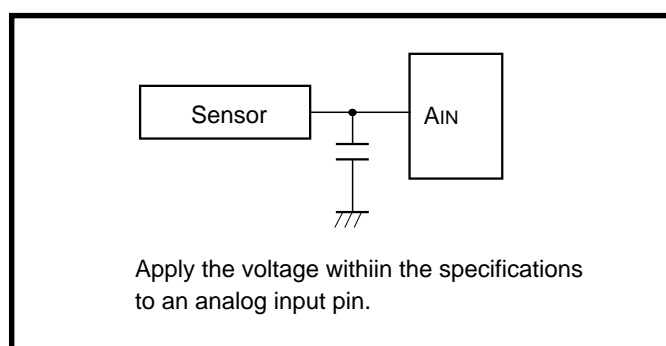 Sensor
AIN
Apply the voltage withiin the specifications
to an analog input pin.